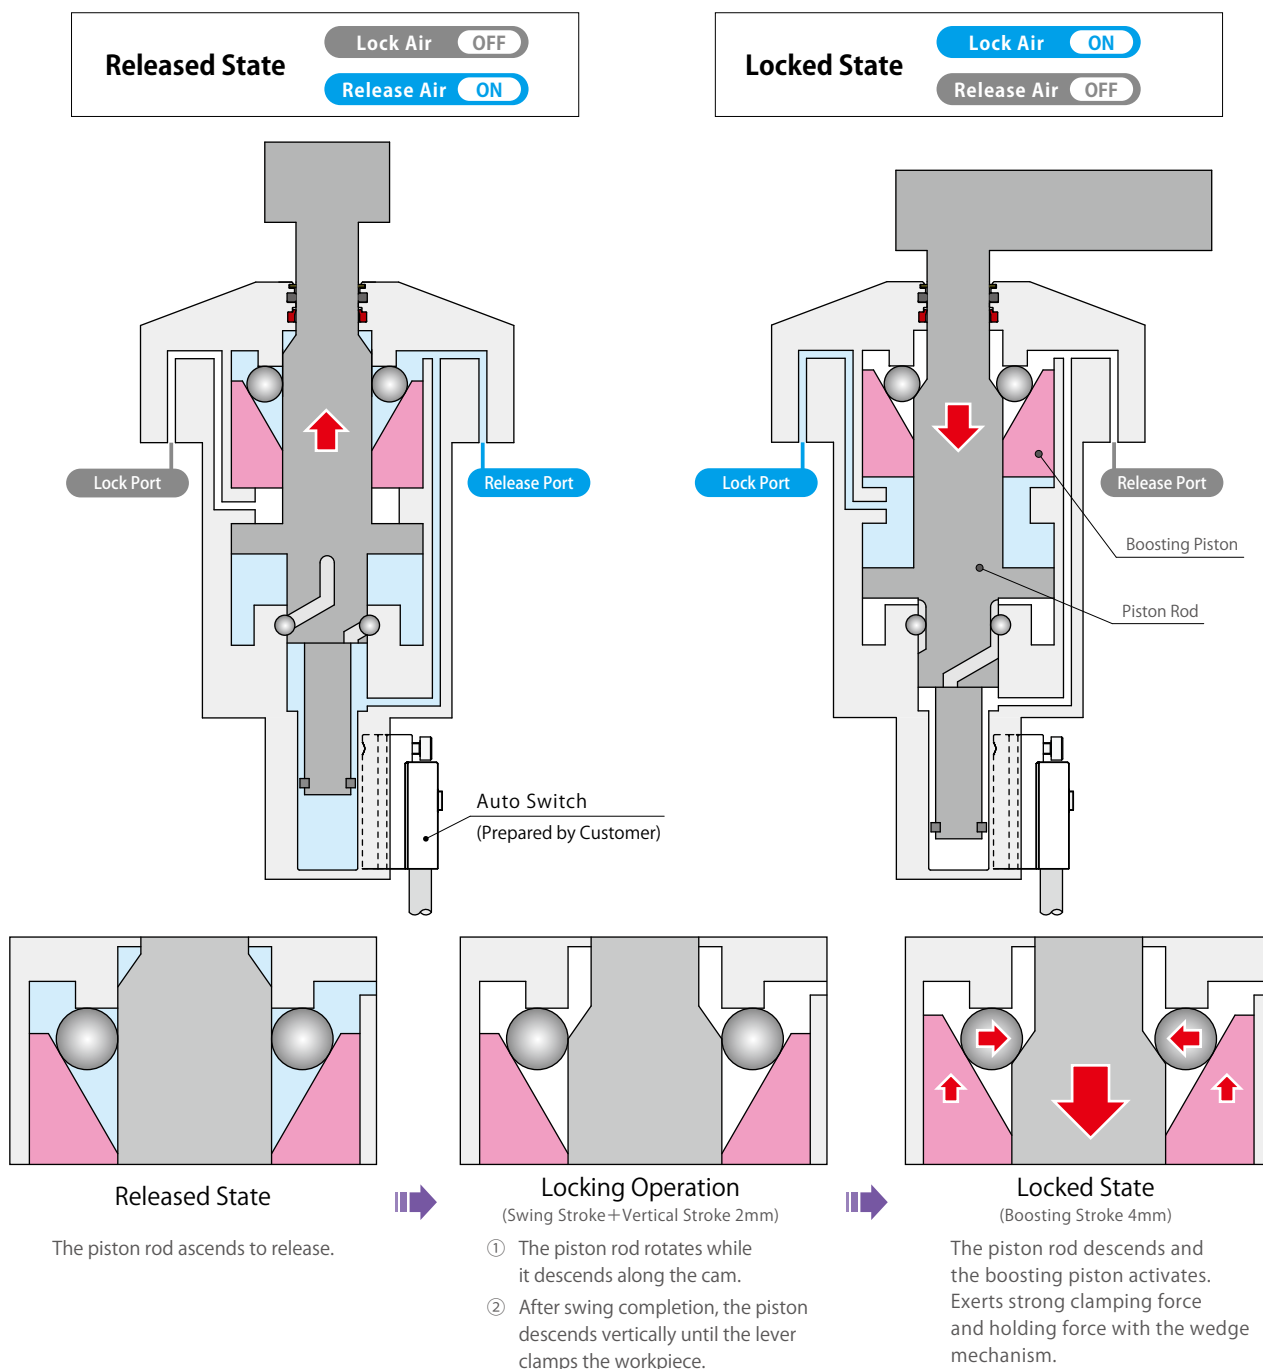 Released State
Lock Air OFF
Release Air ON
Locked State
Lock Air ON
Release Air OFF
Lock Port
Release Port
Lock Port
Release Port
Boosting Piston
Piston Rod
Auto Switch
(Prepared by Customer)
Released State
The piston rod ascends to release.
Locking Operation
(Swing Stroke+Vertical Stroke 2mm)
① The piston rod rotates while
it descends along the cam.
② After swing completion, the piston
descends vertically until the lever
clamps the workpiece.
Locked State
(Boosting Stroke 4mm)
The piston rod descends and
the boosting piston activates.
Exerts strong clamping force
and holding force with the wedge
mechanism.